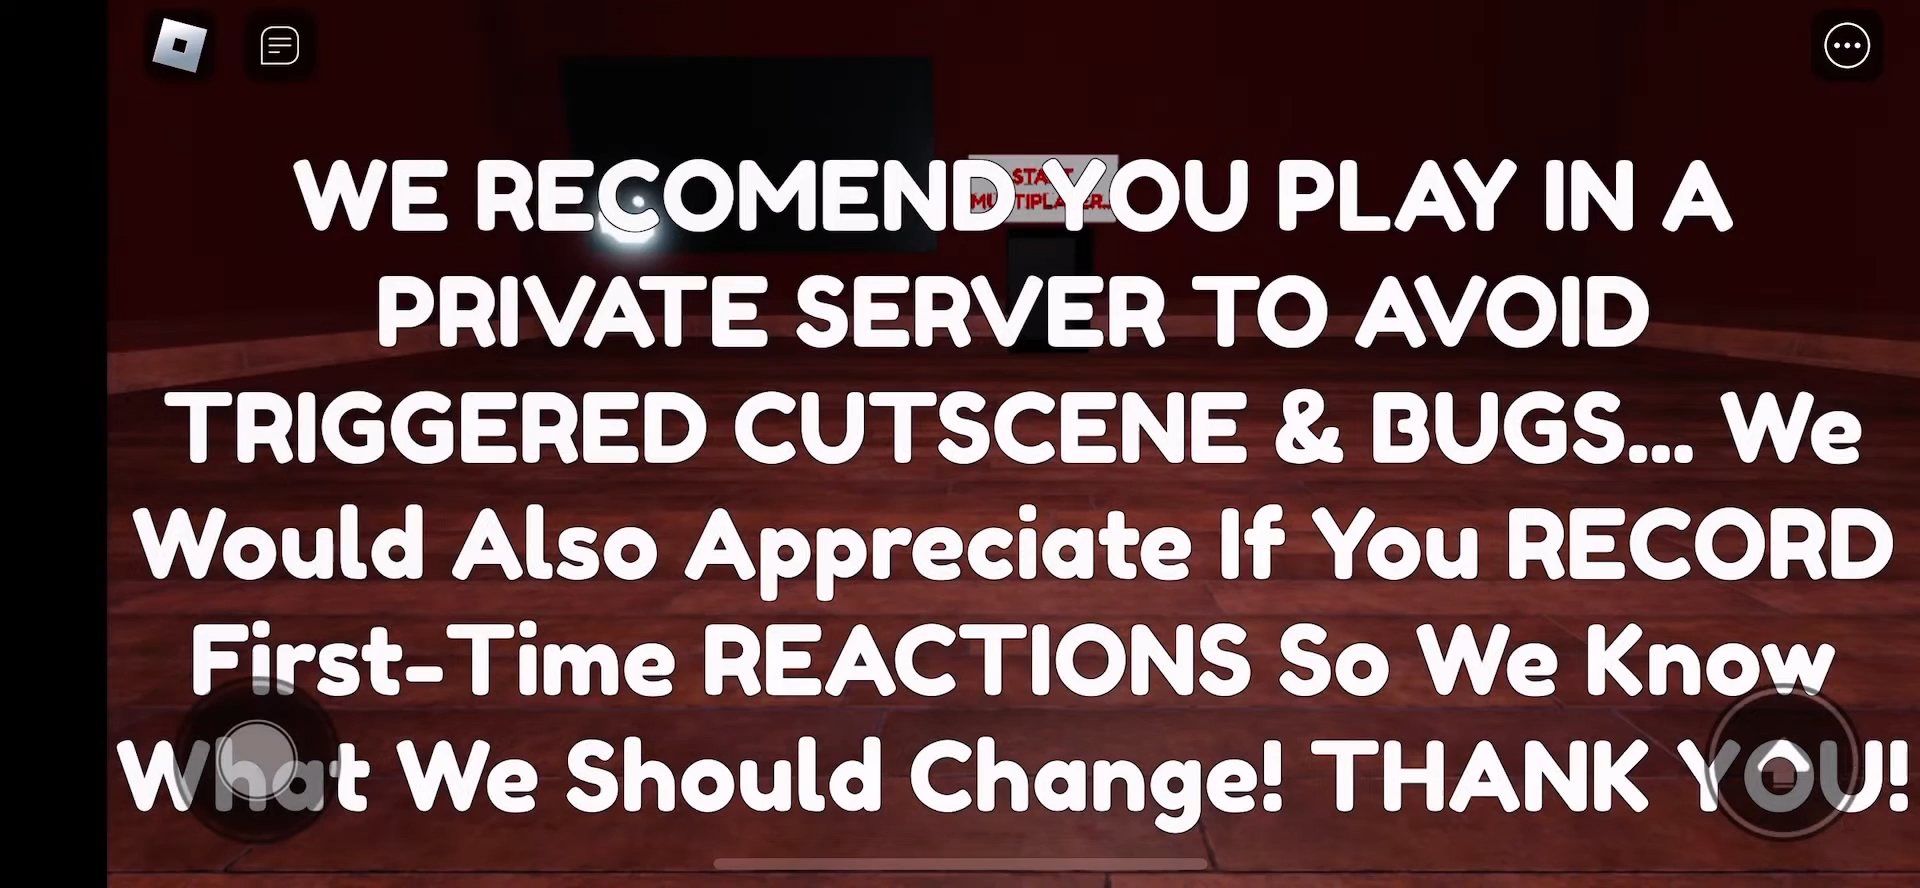 WE RECOMEND YOU PLAY IN A
PRIVATE SERVER TO AVOID
TRIGGERED CUTSCENE & BUGS... We
Would Also Appreciate If You RECORD
First-Time REACTIONS So We Know
What We Should Change! THANK YOU!